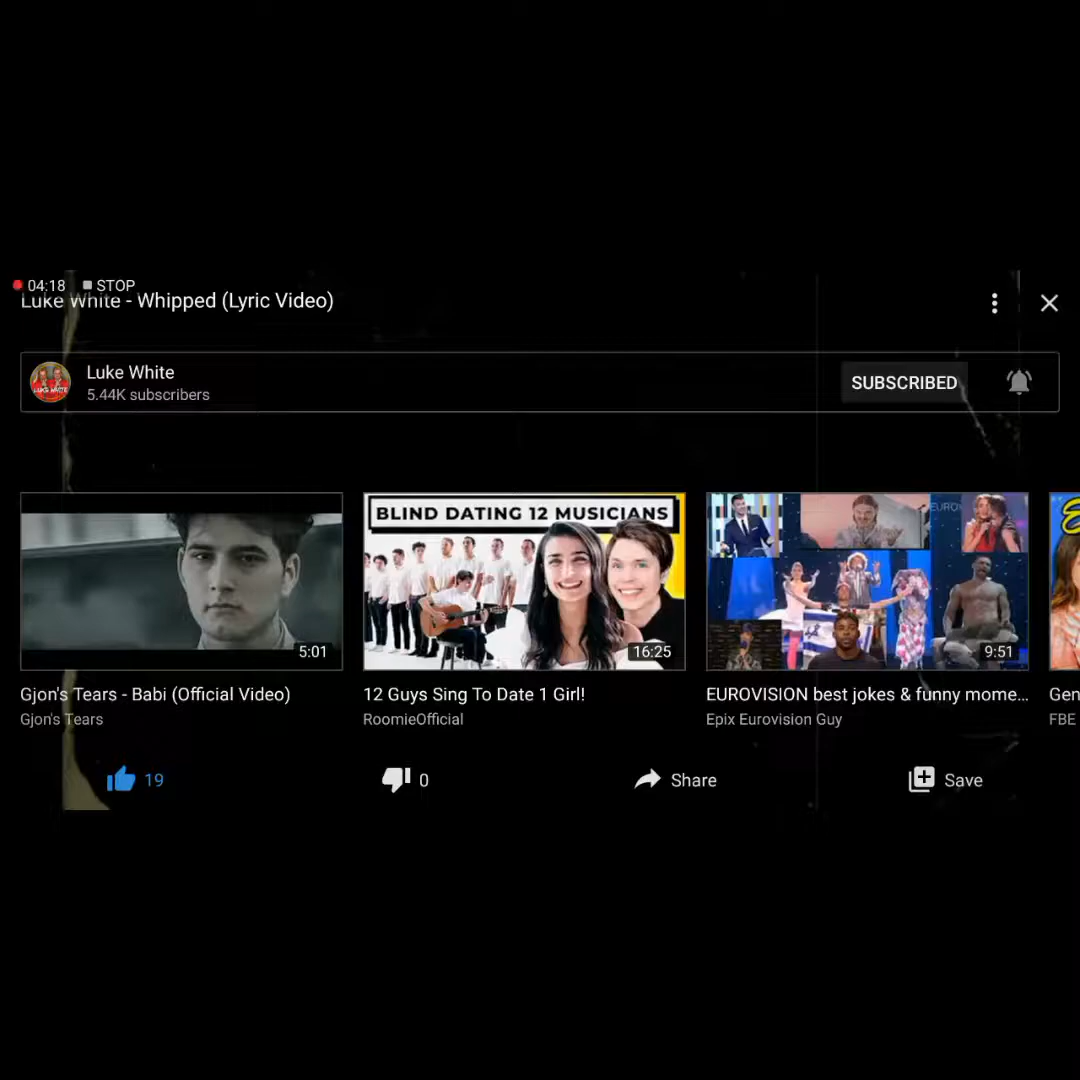 04:18 STOP
Luke White - Whipped (Lyric Video)
Luke White
5.44K subscribers
SUBSCRIBED
BLIND DATING 12 MUSICIANS
5:01
16:25
9:51
Gjon's Tears - Babi (Official Video)
Gjon's Tears
12 Guys Sing To Date 1 Girl!
RoomieOfficial
EUROVISION best jokes & funny mome...
Epix Eurovision Guy
Gen
FBE
19
0
Share
Save